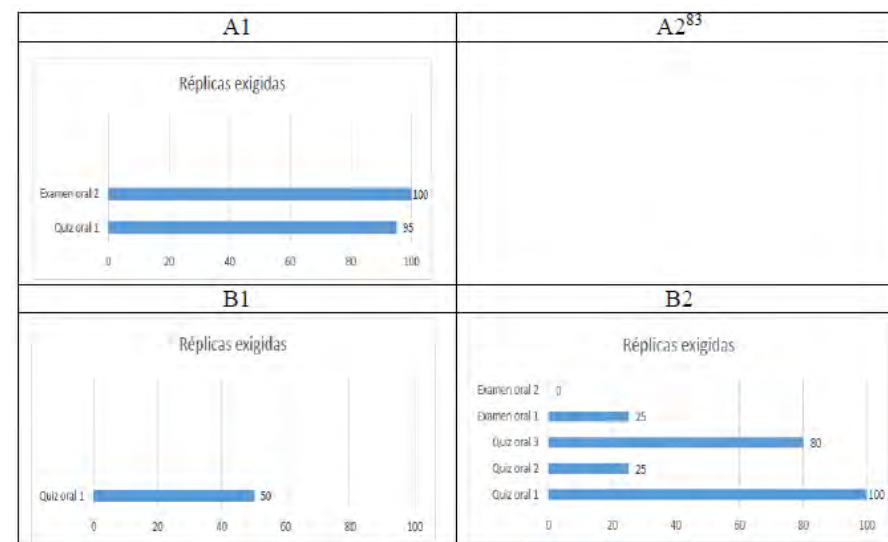 A1
A2⁸³
Réplicas exigidas
Examen oral 2 100
Quiz oral 1 95
0 20 40 60 80 100
B1
B2
Réplicas exigidas
Quiz oral 1 50
0 20 40 60 80 100
Réplicas exigidas
Examen oral 2 0
Examen oral 1 25
Quiz oral 3 80
Quiz oral 2 25
Quiz oral 1 100
0 20 40 60 80 100